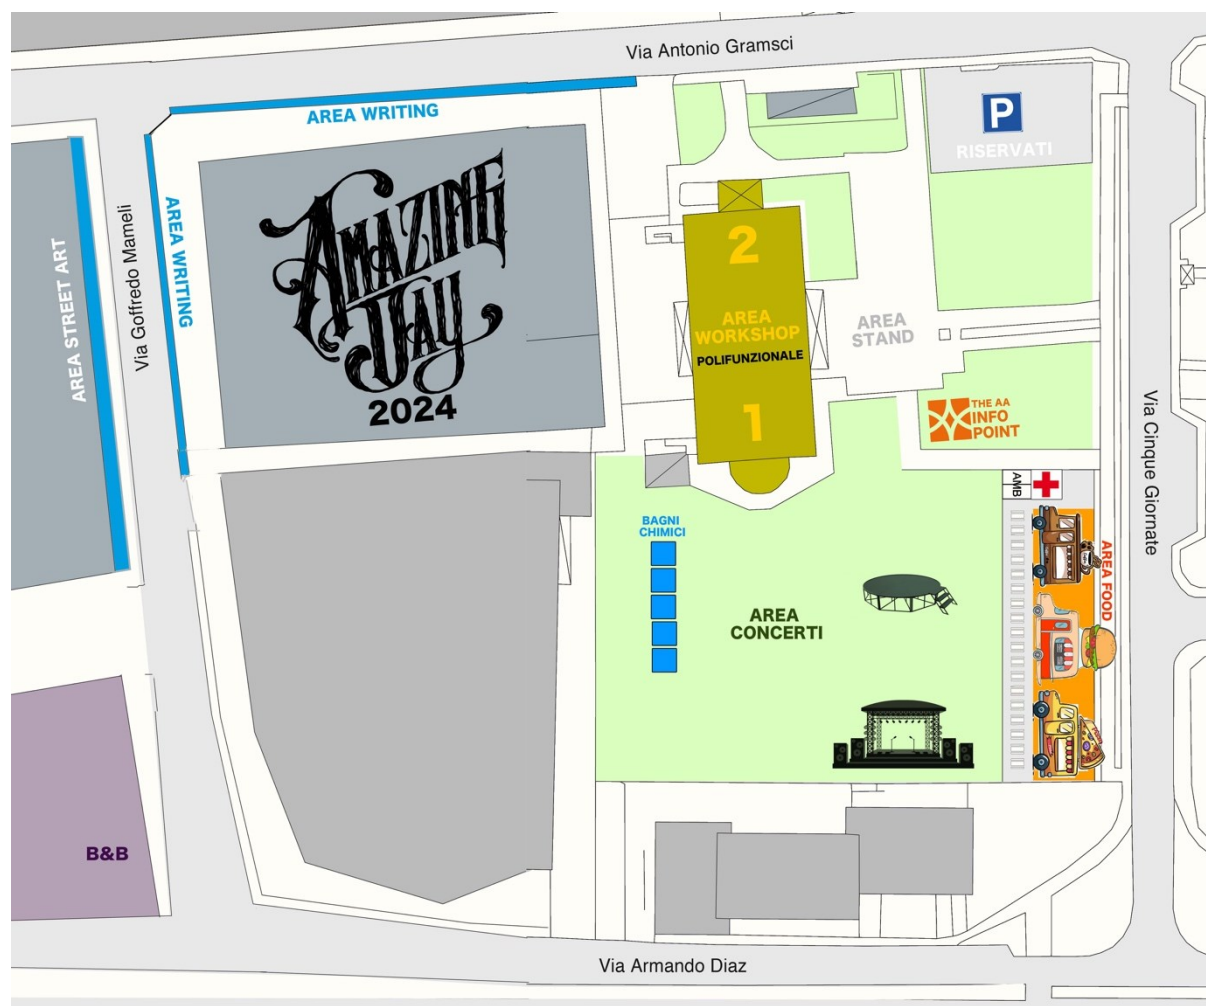 Via Antonio Gramsci
AREA WRITING
P
RISERVATI
AREA STREET ART
Via Goffredo Mameli
AREA WRITING
AMAZING
DAY
2024
2
AREA
WORKSHOP
POLIFUNZIONALE
1
AREA
STAND
THE AA
INFO
POINT
Via Cinque Giornate
AMB
BAGNI
CHIMICI
AREA
CONCERTI
AREA FOOD
B&B
Via Armando Diaz